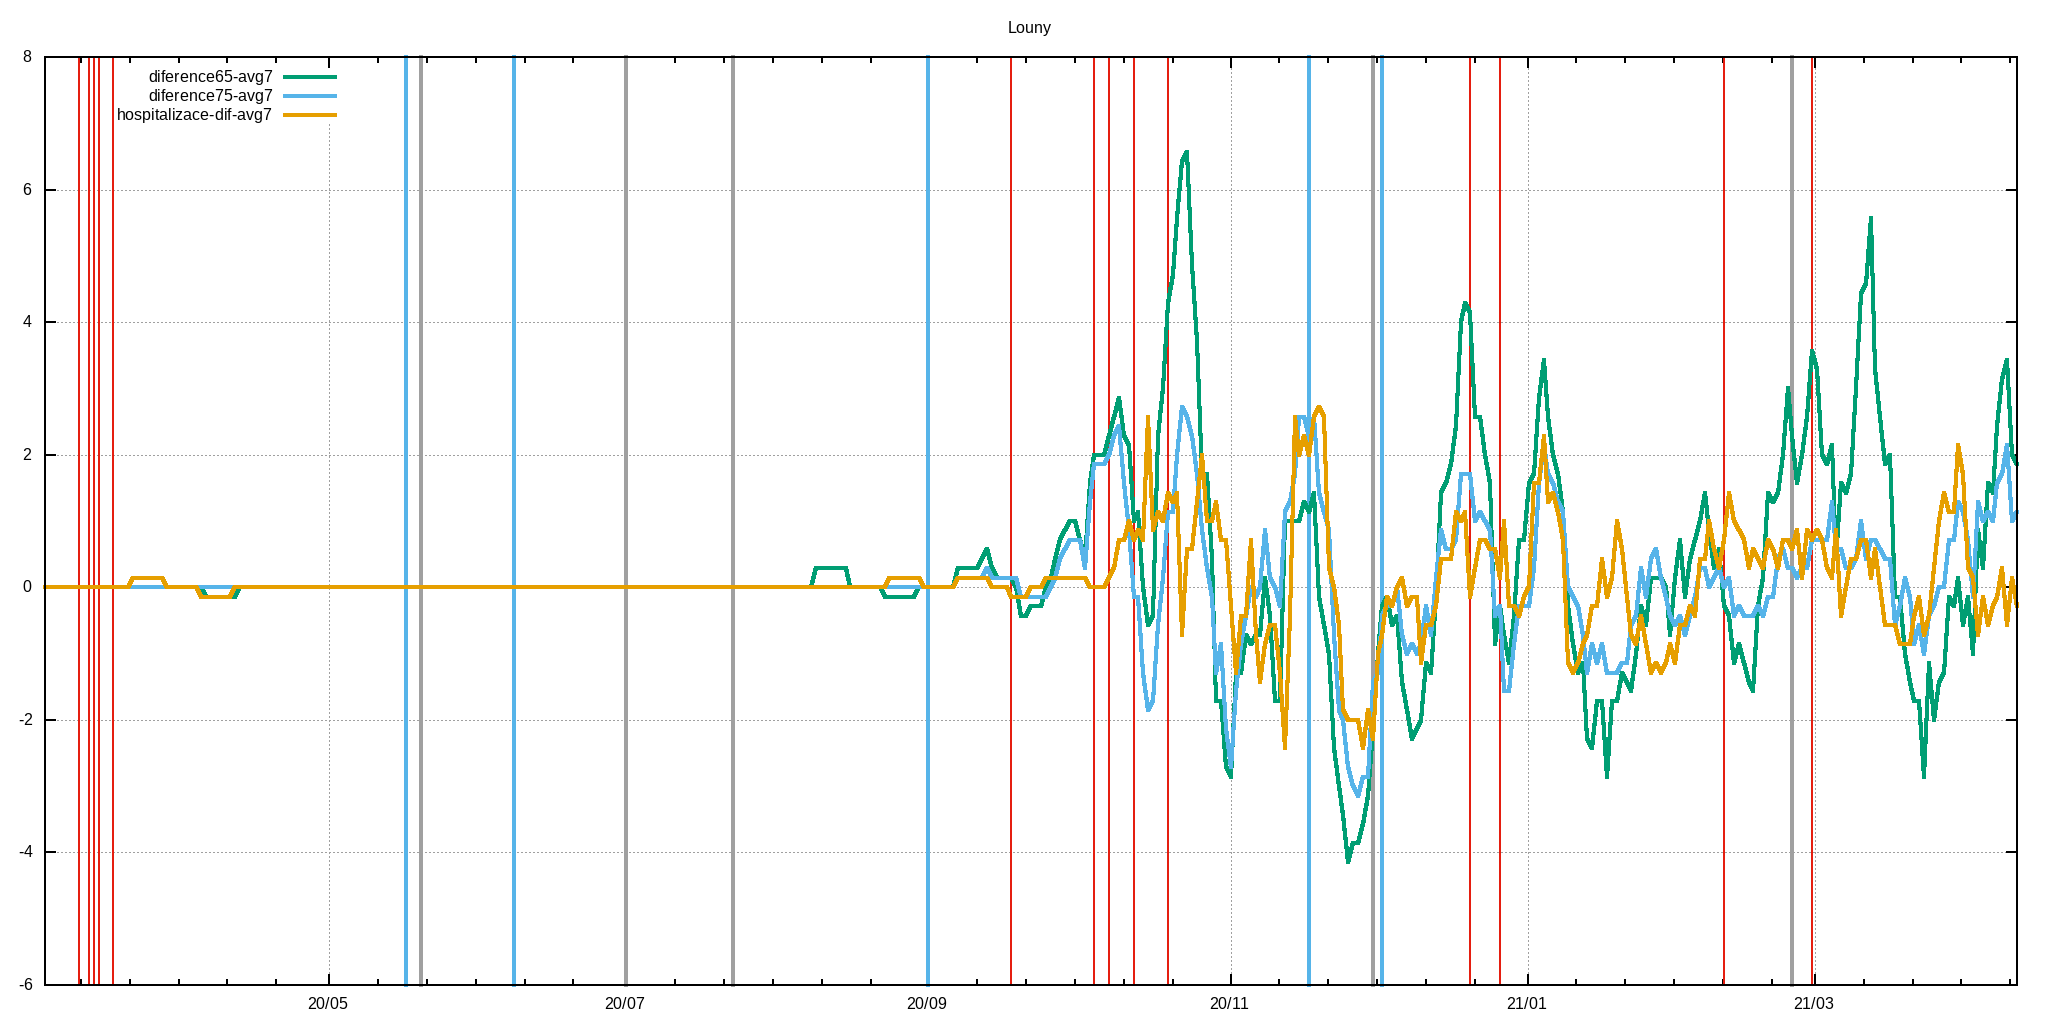 Louny
diference65-avg7
diference75-avg7
hospitalizace-dif-avg7
8
6
4
2
0
-2
-4
-6
20/05 20/07 20/09 20/11 21/01 21/03